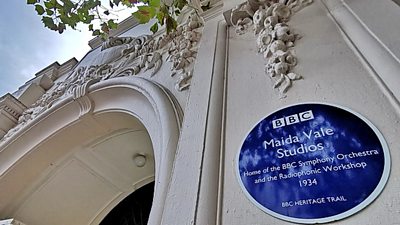 BBC
Maida Vale
Studios
Home of the BBC Symphony Orchestra
and the Radiophonic Workshop
1934
BBC HERITAGE TRAIL